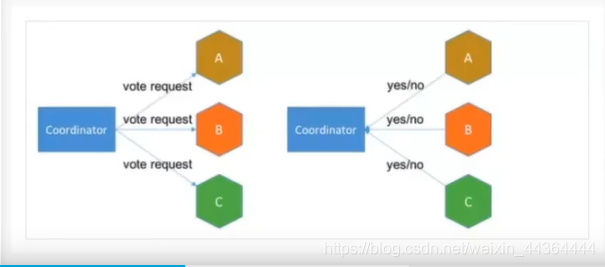 A
vote request
yes/no
Coordinator
vote request
B
Coordinator
yes/no
B
vote request
yes/no
C
A
C
https://blog.csdn.net/weixin_44364444